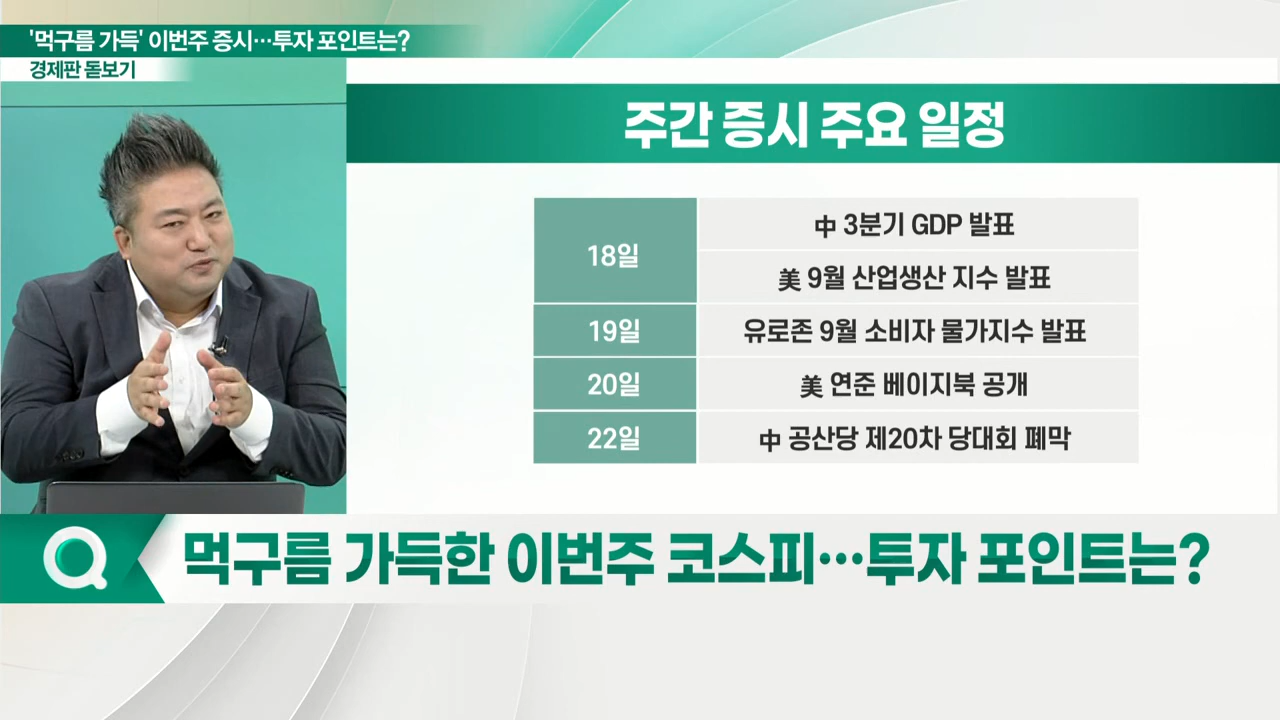 '먹구름 가득' 이번주 증시…투자 포인트는?
경제판 돋보기
주간 증시 주요 일정
18일
中 3분기 GDP 발표
美 9월 산업생산 지수 발표
19일
유로존 9월 소비자 물가지수 발표
20일
美 연준 베이지북 공개
22일
中 공산당 제20차 당대회 폐막
Q 먹구름 가득한 이번주 코스피…투자 포인트는?